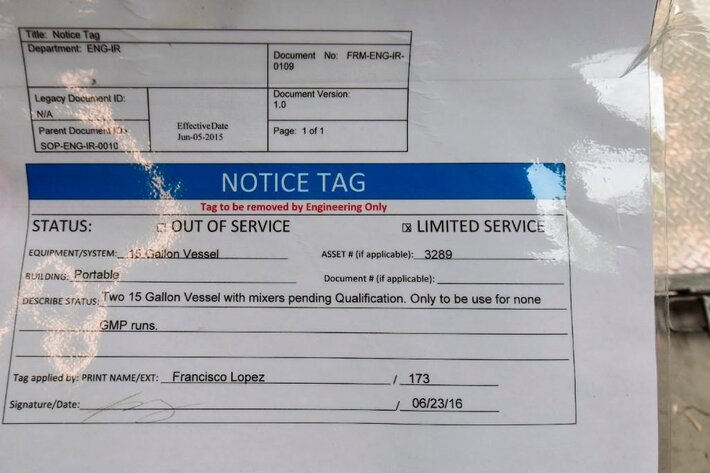 Title: Notice Tag
Department: ENG-IR
Document No: FRM-ENG-IR-
0109
Legacy Document ID:
N/A
Document Version:
1.0
Parent Document ID:
SOP-ENG-IR-0010
EffectiveDate
Jun-05-2015
Page: 1 of 1
NOTICE TAG
Tag to be removed by Engineering Only
STATUS: ☐ OUT OF SERVICE ☒ LIMITED SERVICE
EQUIPMENT/SYSTEM: 15 Gallon Vessel ASSET # (if applicable): 3289
BUILDING: Portable Document # (if applicable):
DESCRIBE STATUS: Two 15 Gallon Vessel with mixers pending Qualification. Only to be use for none
GMP runs.
Tag applied by: PRINT NAME/EXT: Francisco Lopez / 173
Signature/Date: / 06/23/16